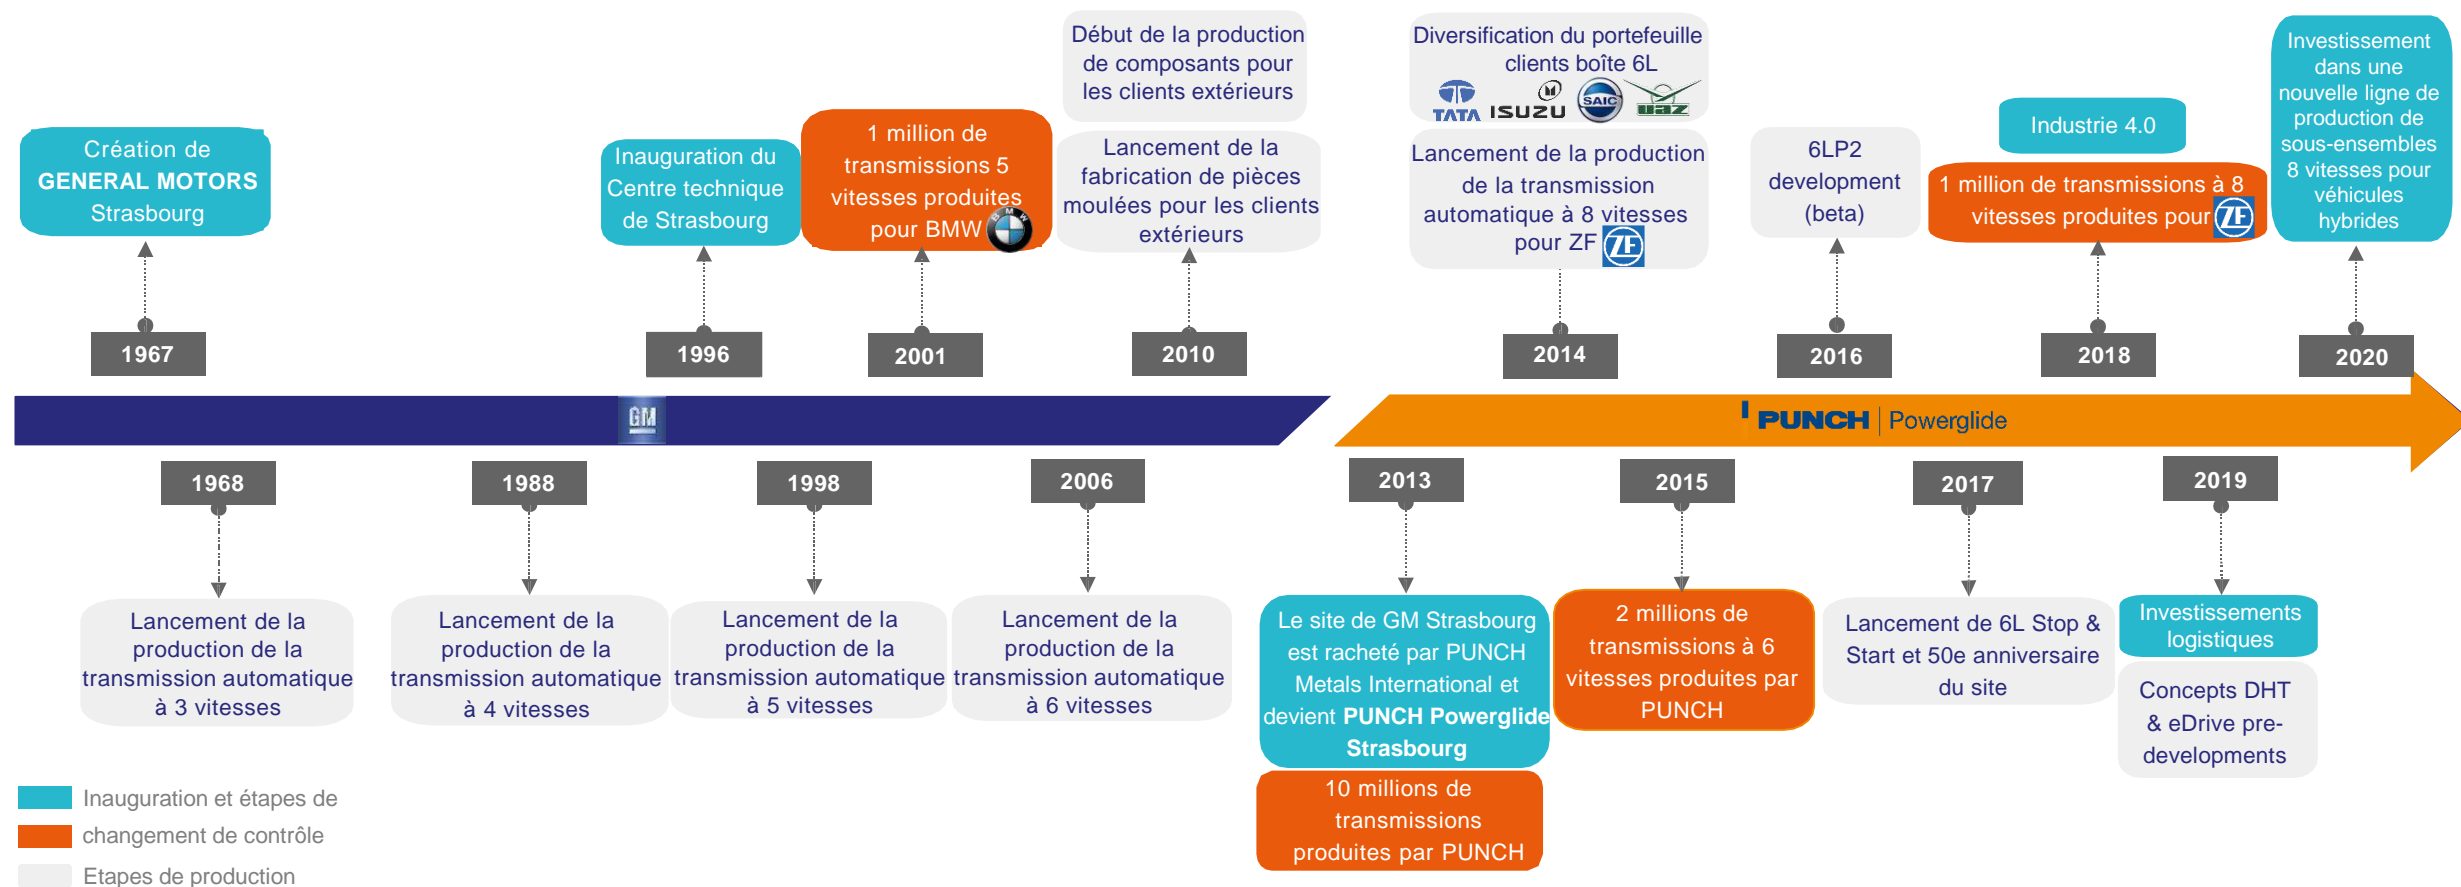 Création de
GENERAL MOTORS
Strasbourg
Inauguration du
Centre technique
de Strasbourg
1 million de
transmissions 5
vitesses produites
pour BMW
BMW
Début de la production
de composants pour
les clients extérieurs
Lancement de la
fabrication de pièces
moulées pour les clients
extérieurs
Diversification du portefeuille
clients boîte 6L
TATA ISUZU SAIC uaz
Lancement de la production
de la transmission
automatique à 8 vitesses
pour ZF
ZF
6LP2
development
(beta)
Industrie 4.0
1 million de transmissions à 8
vitesses produites pour
ZF
Investissement
dans une
nouvelle ligne de
production de
sous-ensembles
8 vitesses pour
véhicules
hybrides
1967
1996
2001
2010
2014
2016
2018
2020
GM
PUNCH | Powerglide
1968
1988
1998
2006
2013
2015
2017
2019
Lancement de la
production de la
transmission automatique
à 3 vitesses
Lancement de la
production de la
transmission automatique
à 4 vitesses
Lancement de la
production de la
transmission automatique
à 5 vitesses
Lancement de la
production de la
transmission automatique
à 6 vitesses
Le site de GM Strasbourg
est racheté par PUNCH
Metals International et
devient PUNCH Powerglide
Strasbourg
10 millions de
transmissions
produites par PUNCH
2 millions de
transmissions à 6
vitesses produites par
PUNCH
Lancement de 6L Stop &
Start et 50e anniversaire
du site
Investissements
logistiques
Concepts DHT
& eDrive pre-
developments
Inauguration et étapes de
changement de contrôle
Etapes de production